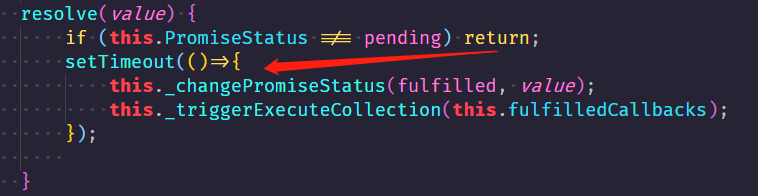 resolve(value) {
if (this.PromiseStatus !== pending) return;
setTimeout(()=>{
this._changePromiseStatus(fulfilled, value);
this._triggerExecuteCollection(this.fulfilledCallbacks);
});
}